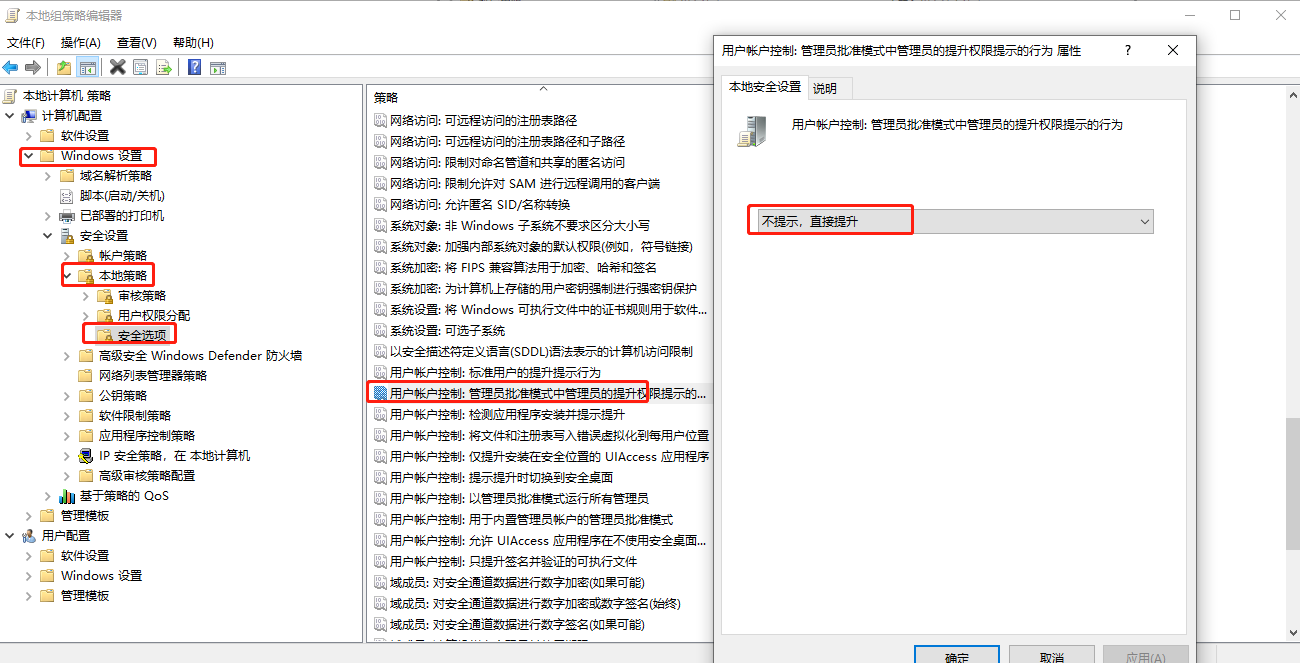 本地组策略编辑器
文件(F) 操作(A) 查看(V) 帮助(H)
本地计算机 策略
计算机配置
软件设置
Windows 设置
域名解析策略
脚本(启动/关机)
已部署的打印机
安全设置
帐户策略
本地策略
审核策略
用户权限分配
安全选项
高级安全 Windows Defender 防火墙
网络列表管理器策略
公钥策略
软件限制策略
应用程序控制策略
IP 安全策略，在 本地计算机
高级审核策略配置
基于策略的 QoS
管理模板
用户配置
软件设置
Windows 设置
管理模板
策略
网络访问: 可远程访问的注册表路径
网络访问: 可远程访问的注册表路径和子路径
网络访问: 限制对命名管道和共享的匿名访问
网络访问: 限制允许对 SAM 进行远程调用的客户端
网络访问: 允许匿名 SID/名称转换
系统对象: 非 Windows 子系统不要求区分大小写
系统对象: 加强内部系统对象的默认权限(例如，符号链接)
系统加密: 将 FIPS 兼容算法用于加密、哈希和签名
系统加密: 为计算机上存储的用户密钥强制进行强密钥保护
系统设置: 将 Windows 可执行文件中的证书规则用于软件...
系统设置: 可选子系统
以安全描述符定义语言(SDDL)语法表示的计算机访问限制
用户帐户控制: 标准用户的提升提示行为
用户帐户控制: 管理员批准模式中管理员的提升权限提示的...
用户帐户控制: 检测应用程序安装并提示提升
用户帐户控制: 将文件和注册表写入错误虚拟化到每用户位置
用户帐户控制: 仅提升安装在安全位置的 UIAccess 应用程序
用户帐户控制: 提示提升时切换到安全桌面
用户帐户控制: 以管理员批准模式运行所有管理员
用户帐户控制: 用于内置管理员帐户的管理员批准模式
用户帐户控制: 允许 UIAccess 应用程序在不使用安全桌面...
用户帐户控制: 只提升签名并验证的可执行文件
域成员: 对安全通道数据进行数字加密(如果可能)
域成员: 对安全通道数据进行数字加密或数字签名(始终)
域成员: 对安全通道数据进行数字签名(如果可能)
用户帐户控制: 管理员批准模式中管理员的提升权限提示的行为 属性
?
本地安全设置 说明
用户帐户控制: 管理员批准模式中管理员的提升权限提示的行为
不提示，直接提升
确定 取消 应用(A)